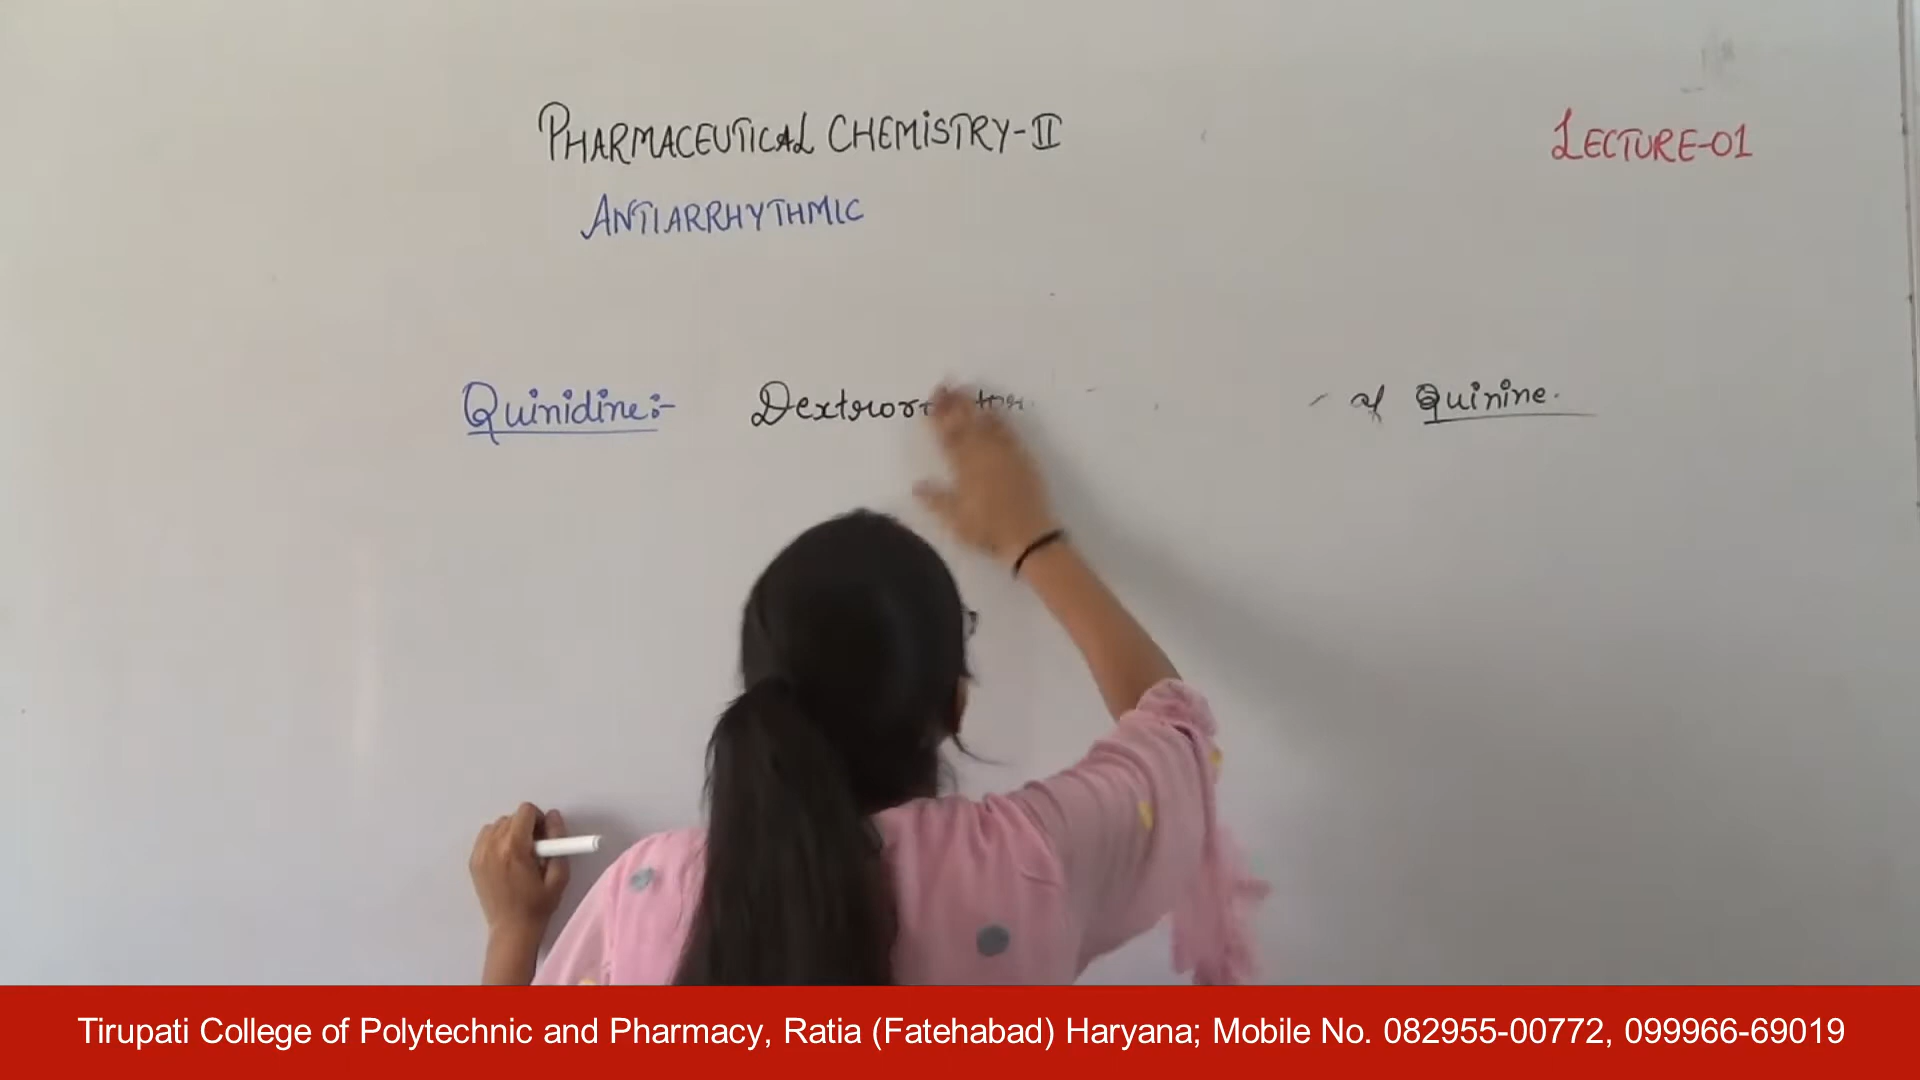 PHARMACEUTICAL CHEMISTRY-II
LECTURE-01
ANTIARRHYTHMIC
Quinidine:- of Quinine.
Tirupati College of Polytechnic and Pharmacy, Ratia (Fatehabad) Haryana; Mobile No. 082955-00772, 099966-69019